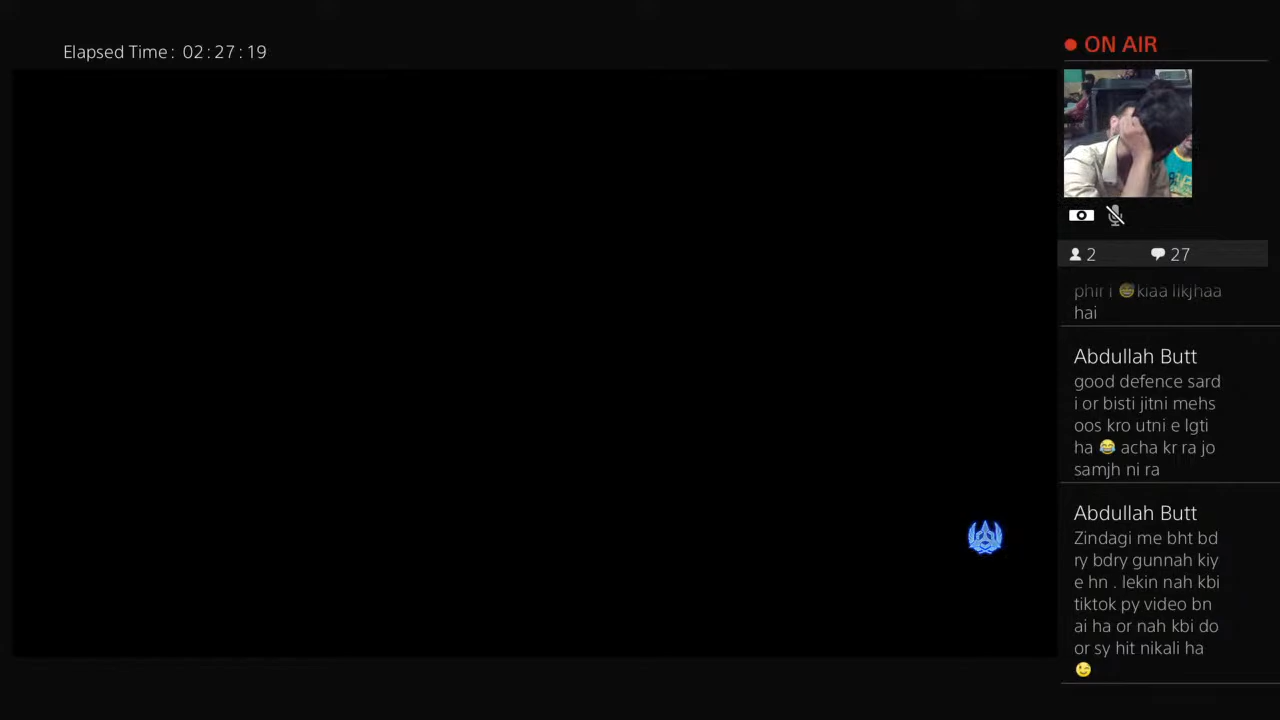 Elapsed Time: 02:27:19
ON AIR
2 27
phir i 😅kiaa likjhaa
hai
Abdullah Butt
good defence sard
i or bisti jitni mehs
oos kro utni e lgti
ha 😂 acha kr ra jo
samjh ni ra
Abdullah Butt
Zindagi me bht bd
ry bdry gunnah kiy
e hn . lekin nah kbi
tiktok py video bn
ai ha or nah kbi do
or sy hit nikali ha
😉